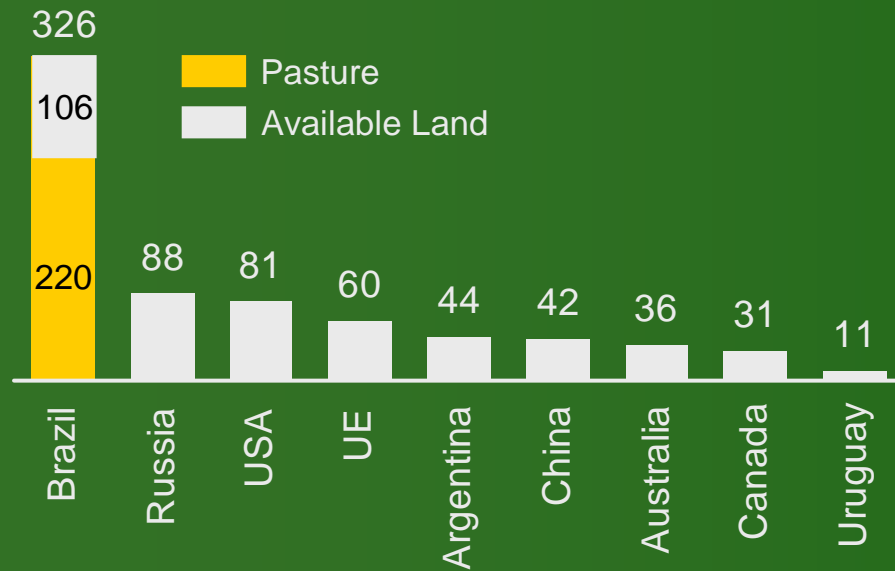 326
Pasture
106
Available Land
220
88
81
60
44
42
36
31
11
Brazil
Russia
USA
UE
Argentina
China
Australia
Canada
Uruguay